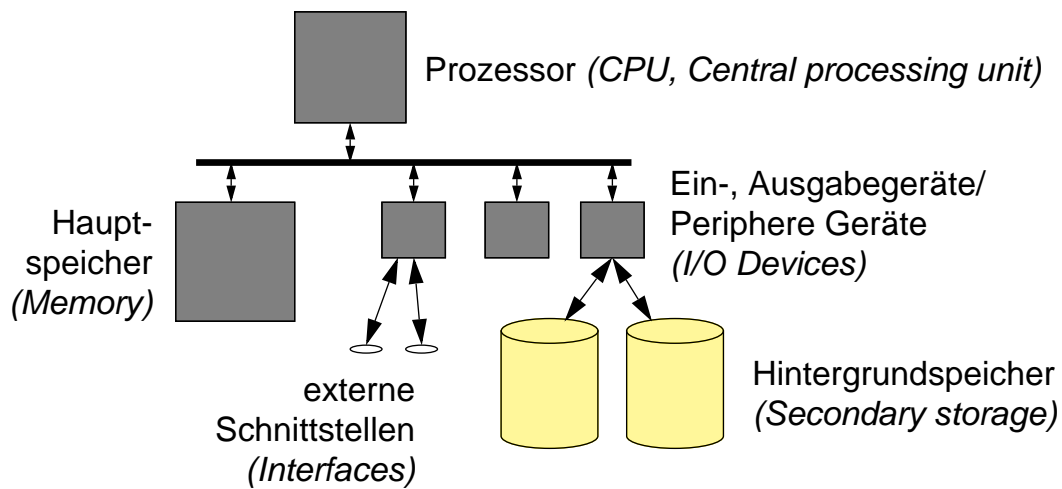 Prozessor (CPU, Central processing unit)
Haupt-
speicher
(Memory)
Ein-, Ausgabegeräte/
Periphere Geräte
(I/O Devices)
externe
Schnittstellen
(Interfaces)
Hintergrundspeicher
(Secondary storage)